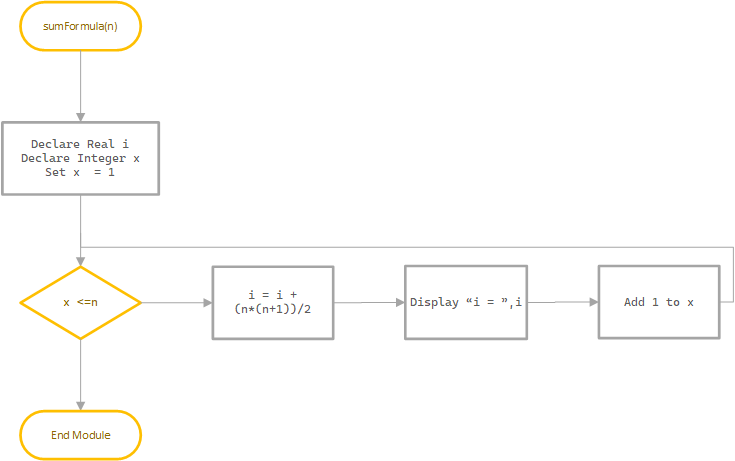 sumFormula(n)
Declare Real i
Declare Integer x
Set x  = 1
x <=n
i = i +
(n*(n+1))/2
Display “i = ”,i
Add 1 to x
End Module